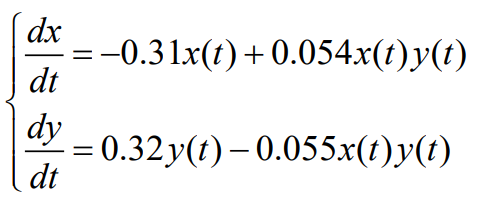 dx/dt = −0.31x(t) + 0.054x(t)y(t)
dy/dt = 0.32y(t) − 0.055x(t)y(t)